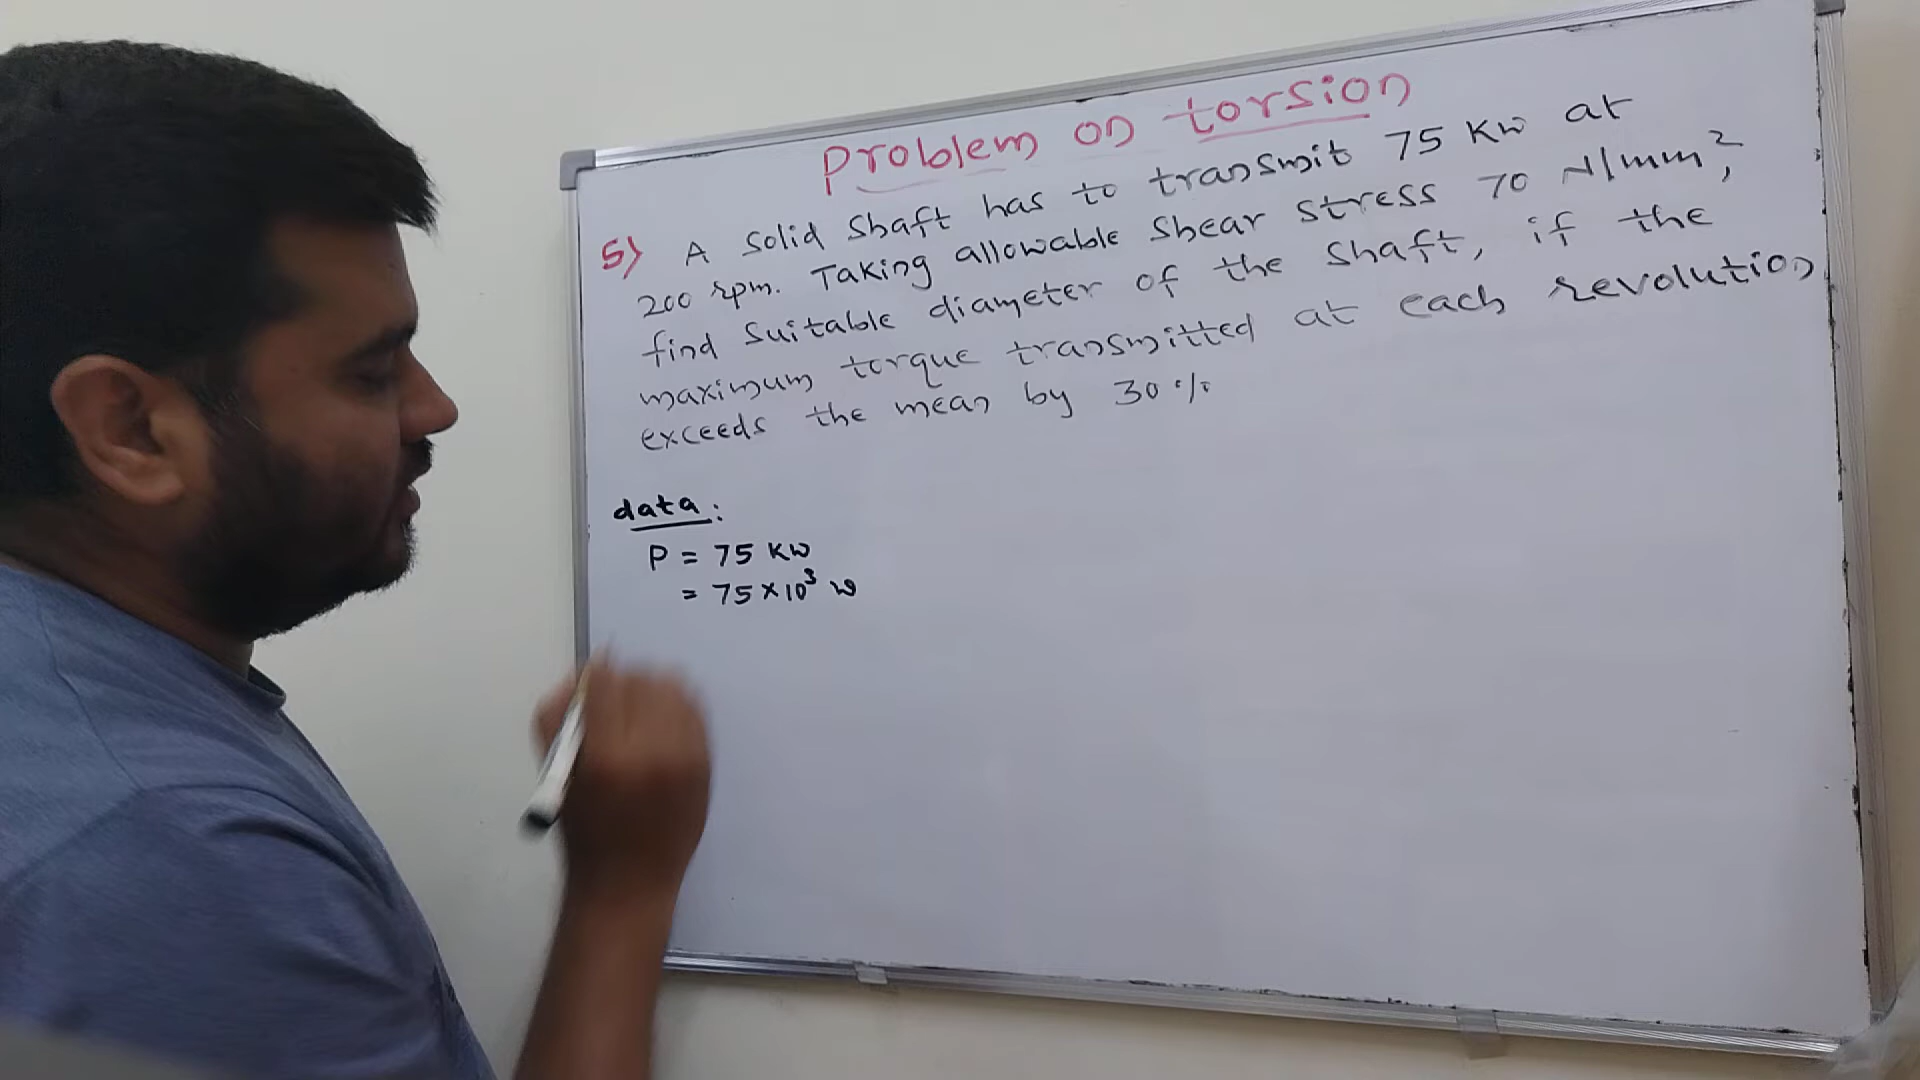 Problem on torsion
5) A solid shaft has to transmit 75 KW at
200 rpm. Taking allowable shear stress 70 N/mm²,
find suitable diameter of the shaft, if the
maximum torque transmitted at each revolution
exceeds the mean by 30%
data:
P = 75 KW
= 75×10³ W